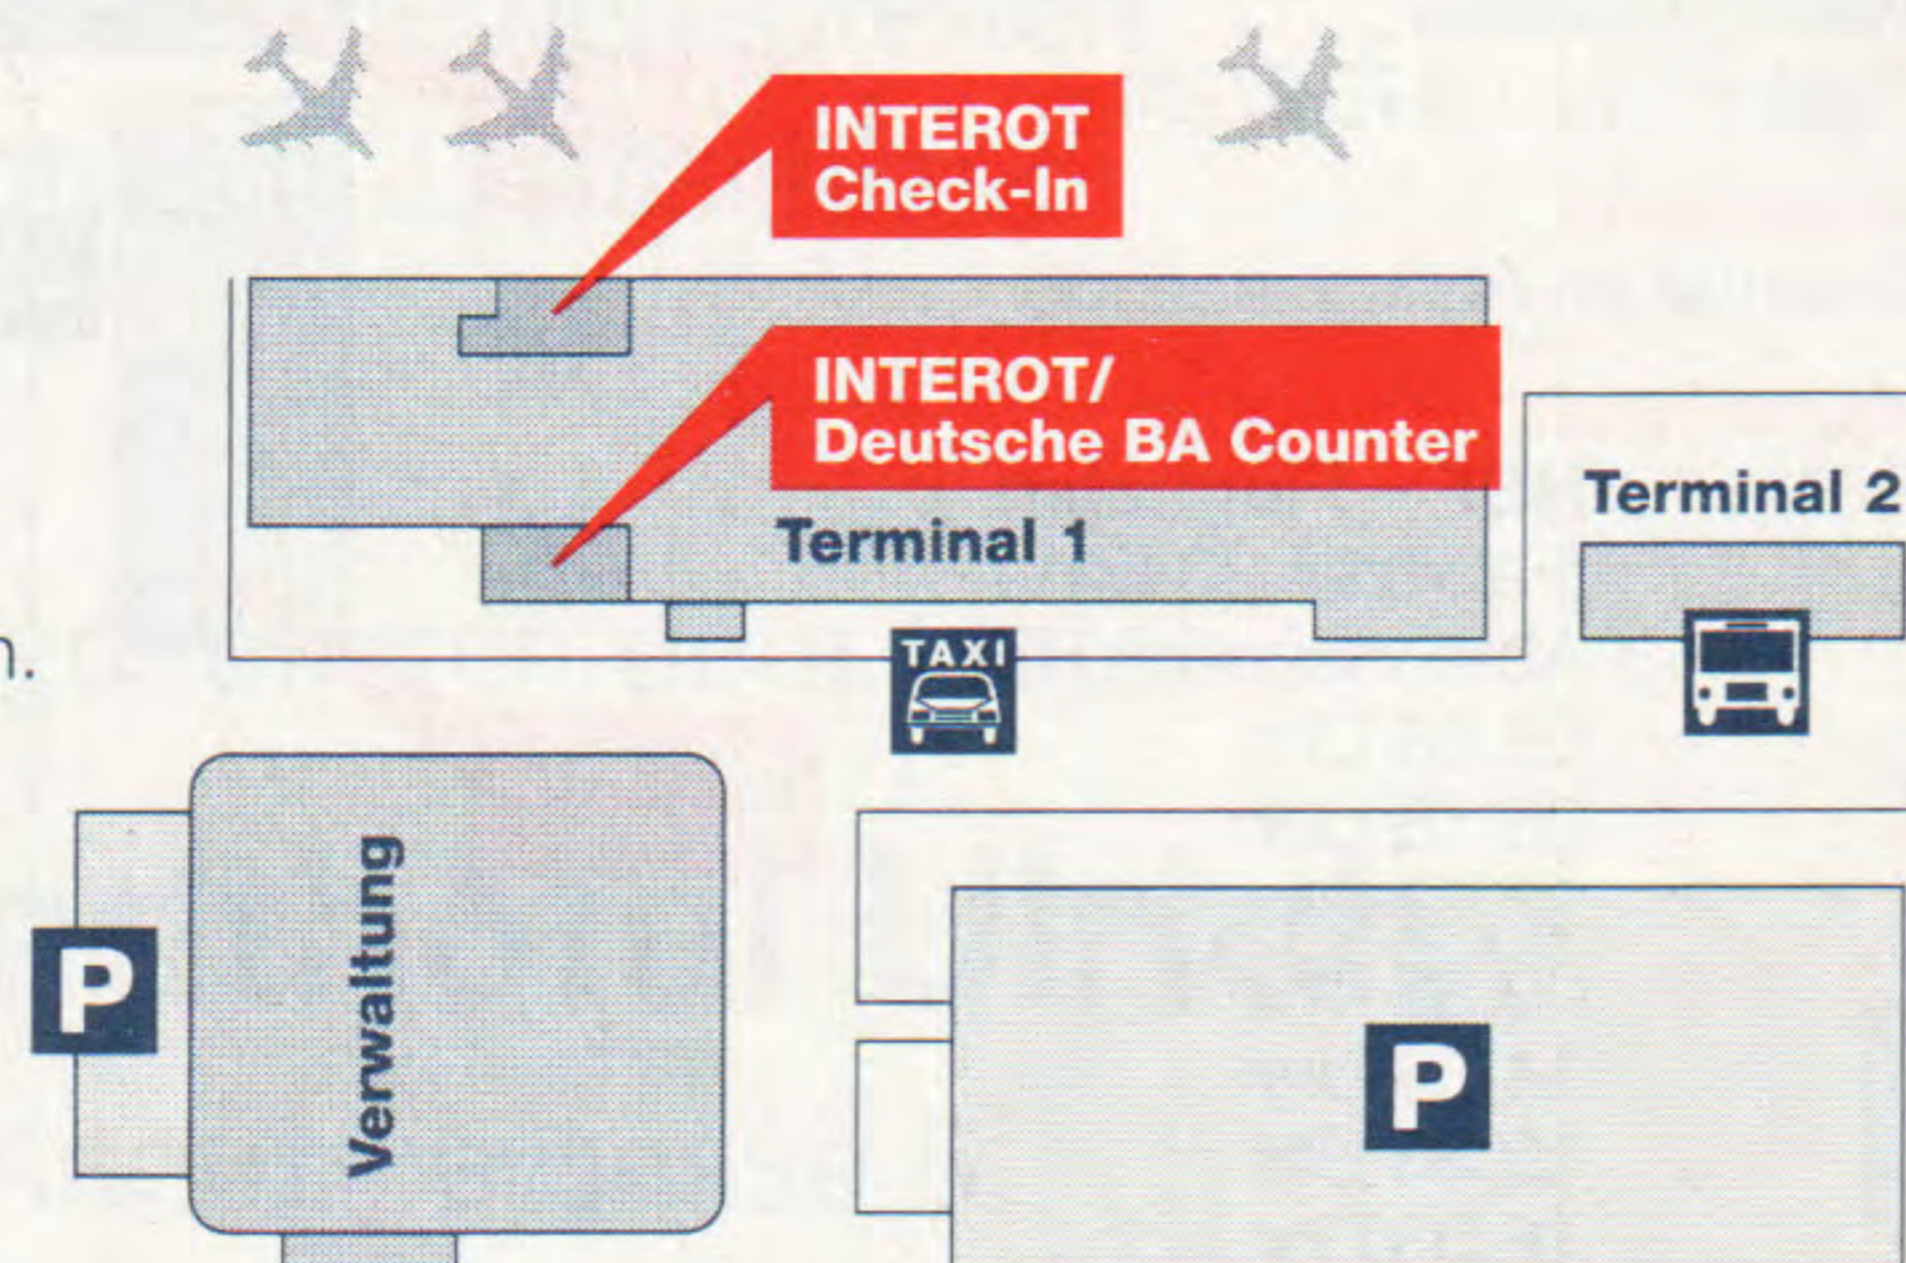 INTEROT
Check-In
INTEROT/
Deutsche BA Counter
Terminal 1
Terminal 2
TAXI
n.
Verwaltung
P
P